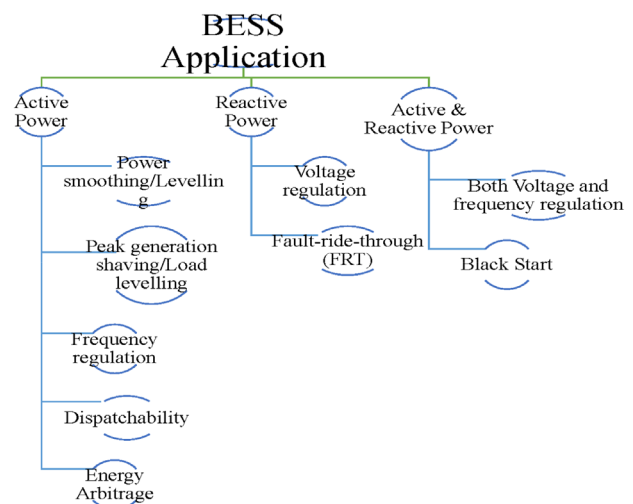 BESS
Application
Active
Power
Power
smoothing/Levellin
g
Peak generation
shaving/Load
levelling
Frequency
regulation
Dispatchability
Energy
Arbitrage
Reactive
Power
Voltage
regulation
Fault-ride-through
(FRT)
Active &
Reactive Power
Both Voltage and
frequency regulation
Black Start